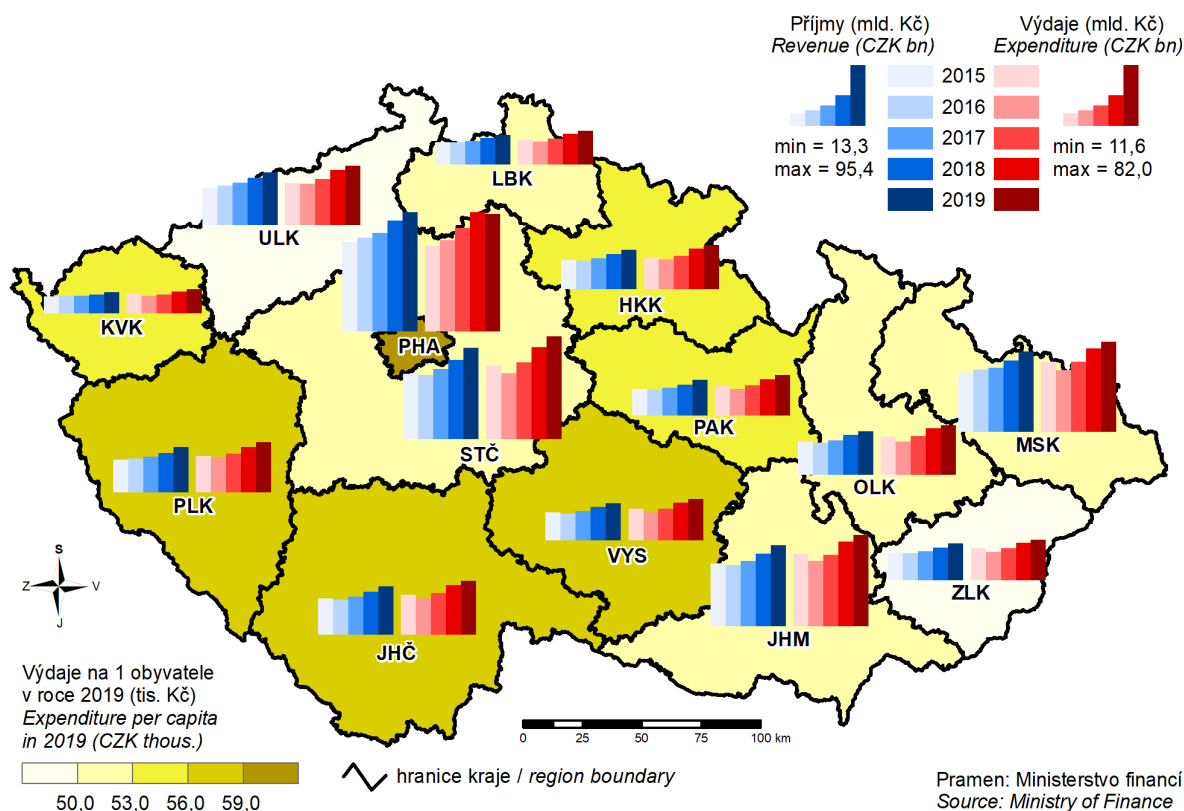 Příjmy (mld. Kč)
Revenue (CZK bn)
Výdaje (mld. Kč)
Expenditure (CZK bn)
2015
2016
2017
2018
2019
min = 13,3
max = 95,4
min = 11,6
max = 82,0
LBK
ULK
HKK
KVK
PHA
PAK
STČ
MSK
OLK
PLK
VYS
ZLK
JHM
JHČ
S
Z
V
J
Výdaje na 1 obyvatele
v roce 2019 (tis. Kč)
Expenditure per capita
in 2019 (CZK thous.)
50,0 53,0 56,0 59,0
hranice kraje / region boundary
0 25 50 75 100 km
Pramen: Ministerstvo financí
Source: Ministry of Finance